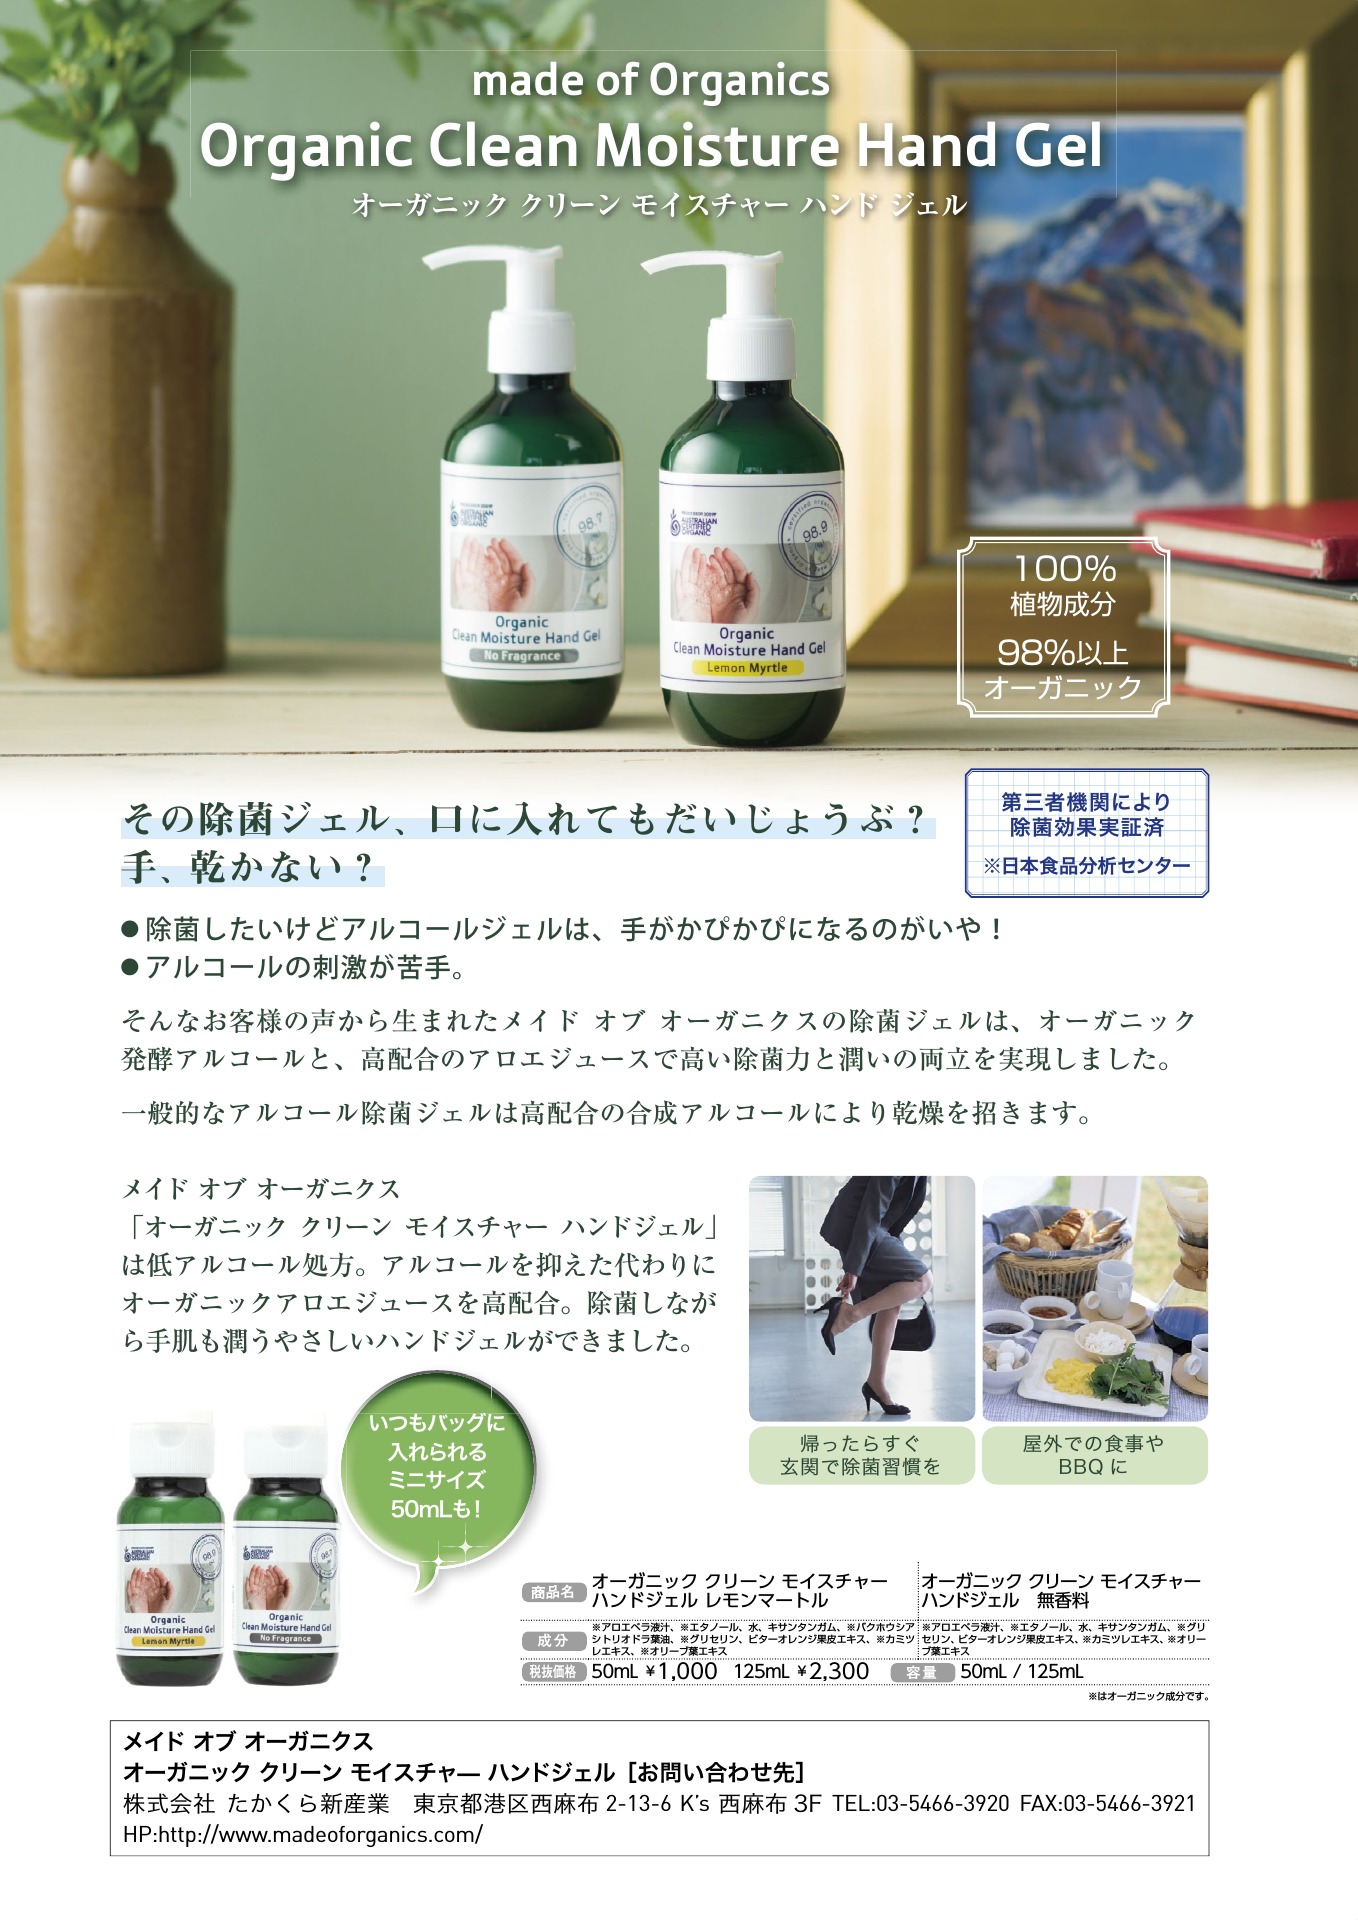 made of Organics
Organic Clean Moisture Hand Gel
オーガニック クリーン モイスチャー ハンド ジェル
AUSTRALIAN
CERTIFIED
ORGANIC
98.7
Organic
Clean Moisture Hand Gel
No Fragrance
AUSTRALIAN
CERTIFIED
ORGANIC
certified organic
98.9
Organic
Clean Moisture Hand Gel
Lemon Myrtle
100%
植物成分
98%以上
オーガニック
その除菌ジェル、口に入れてもだいじょうぶ？
手、乾かない？
第三者機関により
除菌効果実証済
※日本食品分析センター
●除菌したいけどアルコールジェルは、手がかぴかぴになるのがいや！
●アルコールの刺激が苦手。
そんなお客様の声から生まれたメイド オブ オーガニクスの除菌ジェルは、オーガニック
発酵アルコールと、高配合のアロエジュースで高い除菌力と潤いの両立を実現しました。
一般的なアルコール除菌ジェルは高配合の合成アルコールにより乾燥を招きます。
メイド オブ オーガニクス
「オーガニック クリーン モイスチャー ハンドジェル」
は低アルコール処方。アルコールを抑えた代わりに
オーガニックアロエジュースを高配合。除菌しなが
ら手肌も潤うやさしいハンドジェルができました。
帰ったらすぐ
玄関で除菌習慣を
屋外での食事や
BBQ に
いつもバッグに
入れられる
ミニサイズ
50mLも！
Organic
Clean Moisture Hand Gel
Lemon Myrtle
Organic
Clean Moisture Hand Gel
No Fragrance
商品名
オーガニック クリーン モイスチャー
ハンドジェル レモンマートル
オーガニック クリーン モイスチャー
ハンドジェル 無香料
成分
※アロエベラ液汁、※エタノール、水、キサンタンガム、※バクホウシア
シトリオドラ葉油、※グリセリン、ビターオレンジ果皮エキス、※カミツ
レエキス、※オリーブ葉エキス
※アロエベラ液汁、※エタノール、水、キサンタンガム、※グリ
セリン、ビターオレンジ果皮エキス、※カミツレエキス、※オリー
ブ葉エキス
税抜価格 50mL ￥1,000 125mL ￥2,300 容量 50mL / 125mL
※はオーガニック成分です。
メイド オブ オーガニクス
オーガニック クリーン モイスチャー ハンドジェル［お問い合わせ先］
株式会社 たかくら新産業 東京都港区西麻布 2-13-6 K's 西麻布 3F TEL:03-5466-3920 FAX:03-5466-3921
HP:http://www.madeoforganics.com/